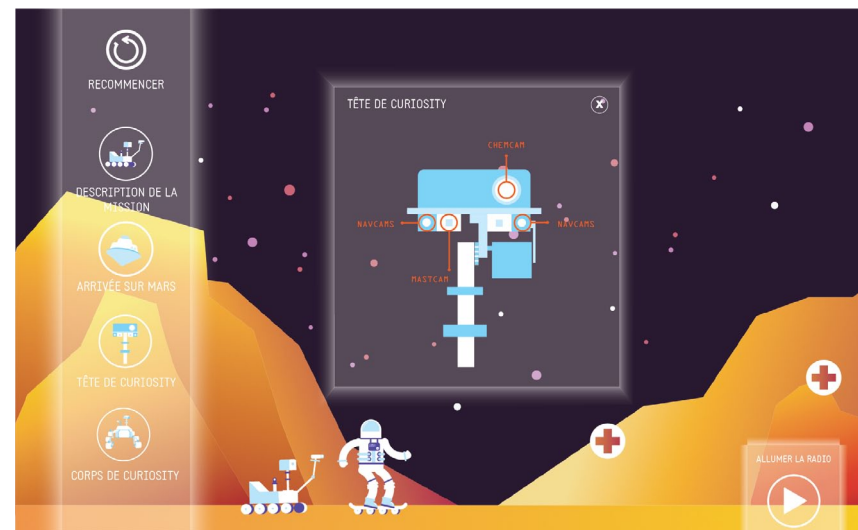 RECOMMENCER
DESCRIPTION DE LA
MISSION
ARRIVÉE SUR MARS
TÊTE DE CURIOSITY
CORPS DE CURIOSITY
TÊTE DE CURIOSITY
X
CHEMCAM
NAVCAMS
NAVCAMS
MASTCAM
ALLUMER LA RADIO